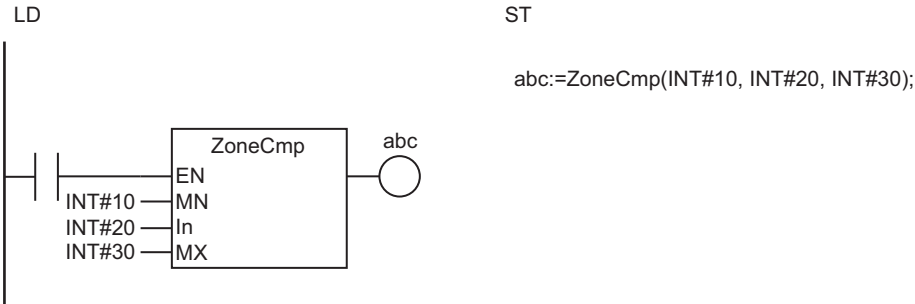 LD
ST
abc:=ZoneCmp(INT#10, INT#20, INT#30);
ZoneCmp
abc
EN
INT#10 MN
INT#20 In
INT#30 MX